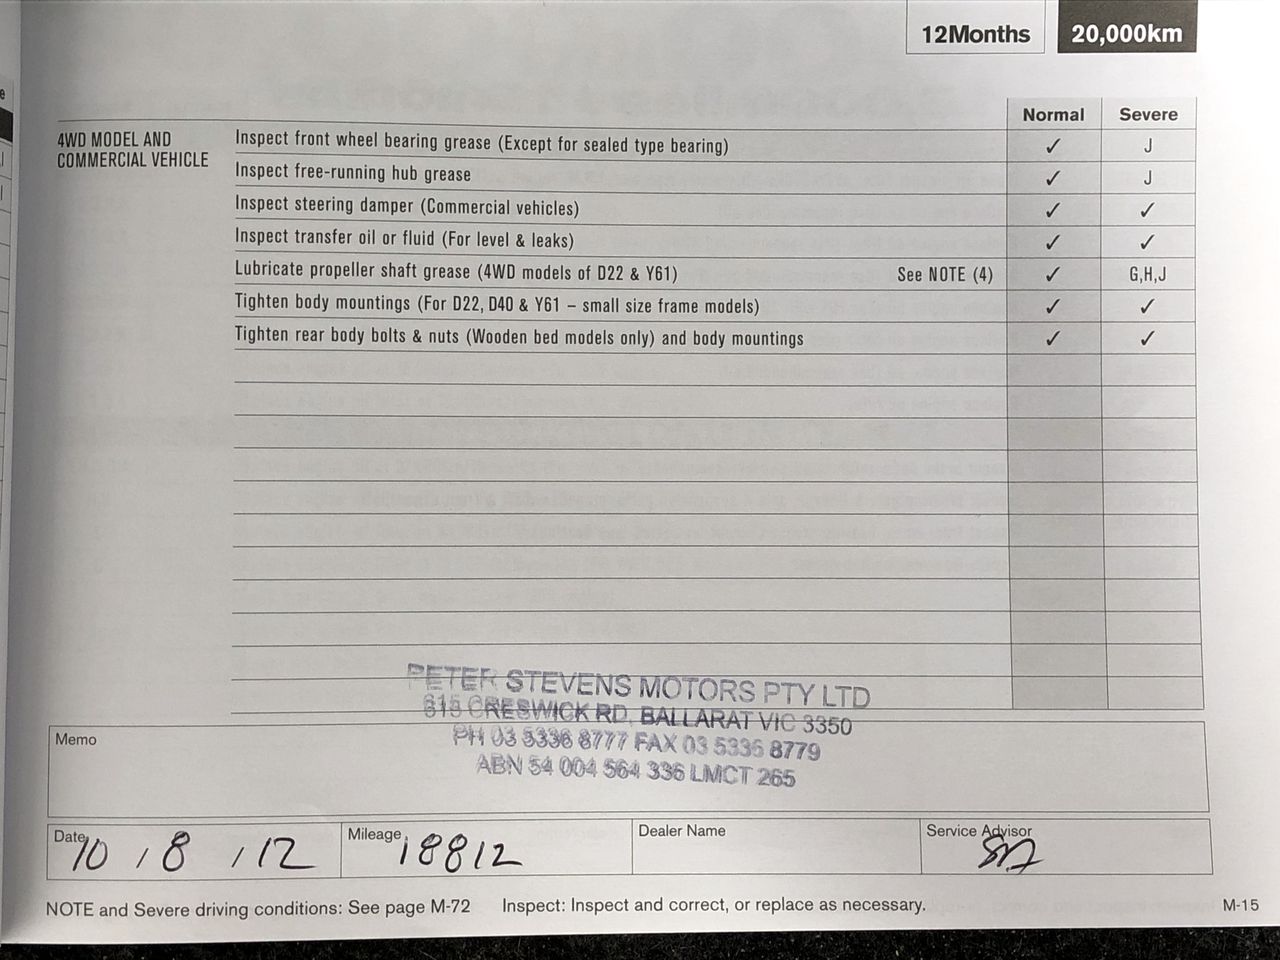 12Months 20,000km
Normal Severe
4WD MODEL AND
COMMERCIAL VEHICLE
Inspect front wheel bearing grease (Except for sealed type bearing) ✓ J
Inspect free-running hub grease ✓ J
Inspect steering damper (Commercial vehicles) ✓ ✓
Inspect transfer oil or fluid (For level & leaks) ✓ ✓
Lubricate propeller shaft grease (4WD models of D22 & Y61) See NOTE (4) ✓ G,H,J
Tighten body mountings (For D22, D40 & Y61 – small size frame models) ✓ ✓
Tighten rear body bolts & nuts (Wooden bed models only) and body mountings ✓ ✓
PETER STEVENS MOTORS PTY LTD
815 CRESWICK RD, BALLARAT VIC 3350
PH 03 5336 8777 FAX 03 5336 8779
ABN 54 004 564 336 LMCT 265
Memo
Date 10 / 8 / 12 Mileage 18812 Dealer Name Service Advisor
NOTE and Severe driving conditions: See page M-72 Inspect: Inspect and correct, or replace as necessary. M-15